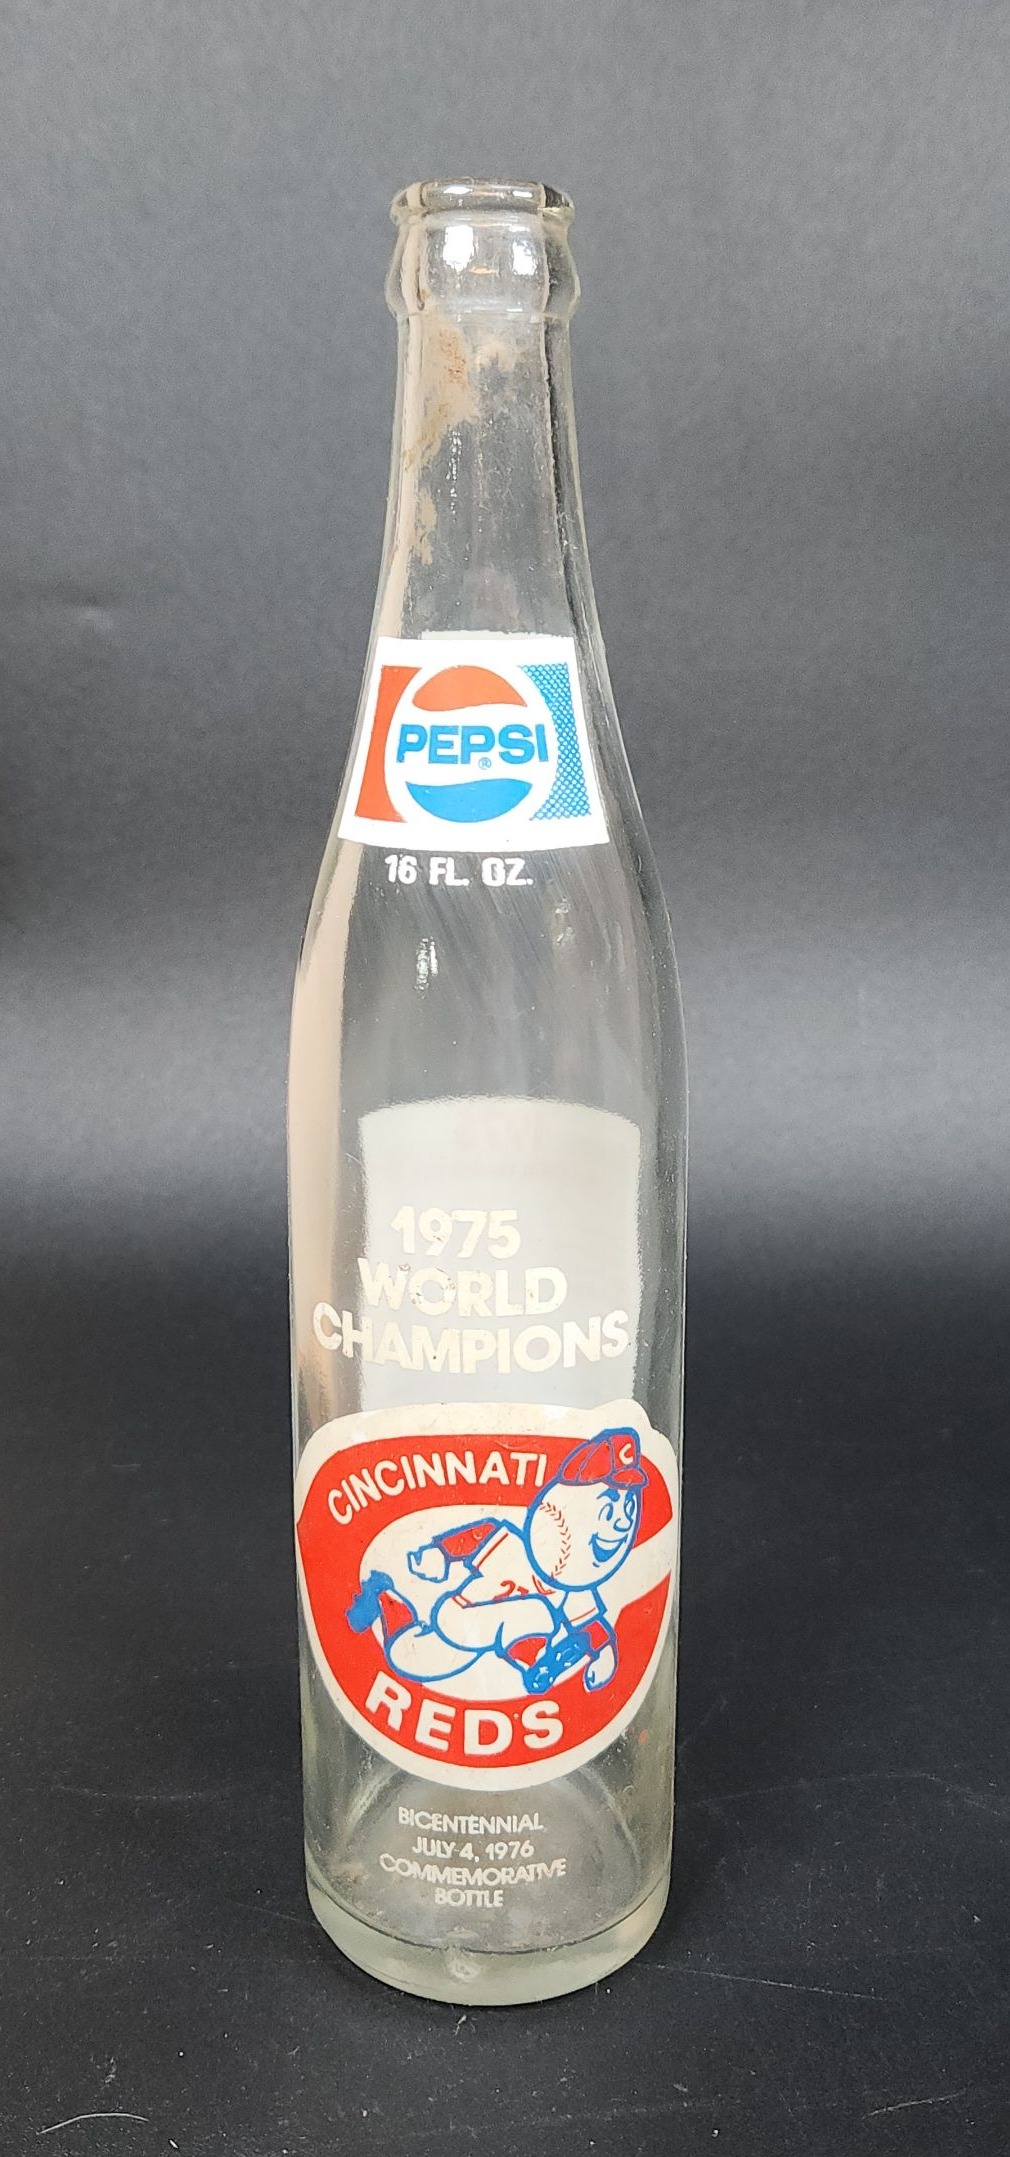 PEPSI
®
16 FL. OZ.
1975
WORLD
CHAMPIONS
CINCINNATI
C
REDS
BICENTENNIAL
JULY 4, 1976
COMMEMORATIVE
BOTTLE